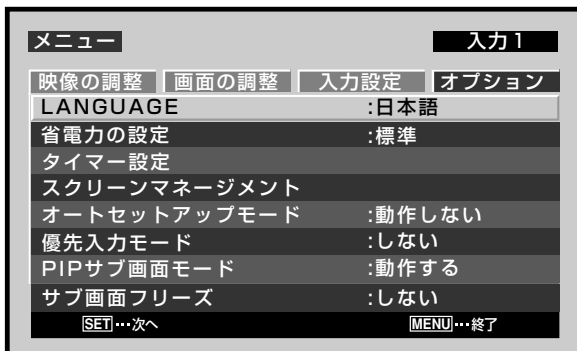 メニュー 入力1
映像の調整 画面の調整 入力設定 オプション
LANGUAGE :日本語
省電力の設定 :標準
タイマー設定
スクリーンマネージメント
オートセットアップモード :動作しない
優先入力モード :しない
PIPサブ画面モード :動作する
サブ画面フリーズ :しない
SET…次へ MENU…終了